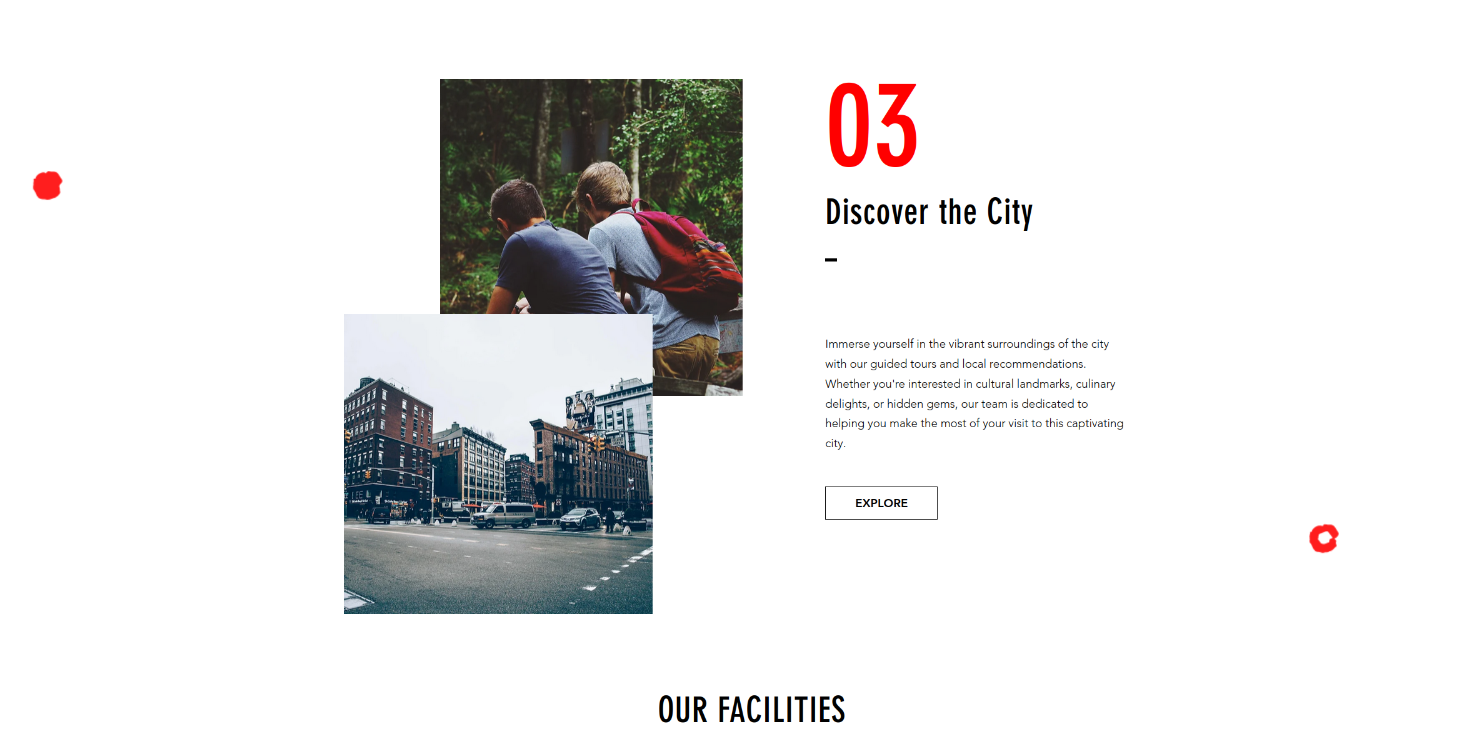 03
Discover the City
Immerse yourself in the vibrant surroundings of the city
with our guided tours and local recommendations.
Whether you're interested in cultural landmarks, culinary
delights, or hidden gems, our team is dedicated to
helping you make the most of your visit to this captivating
city.
EXPLORE
OUR FACILITIES